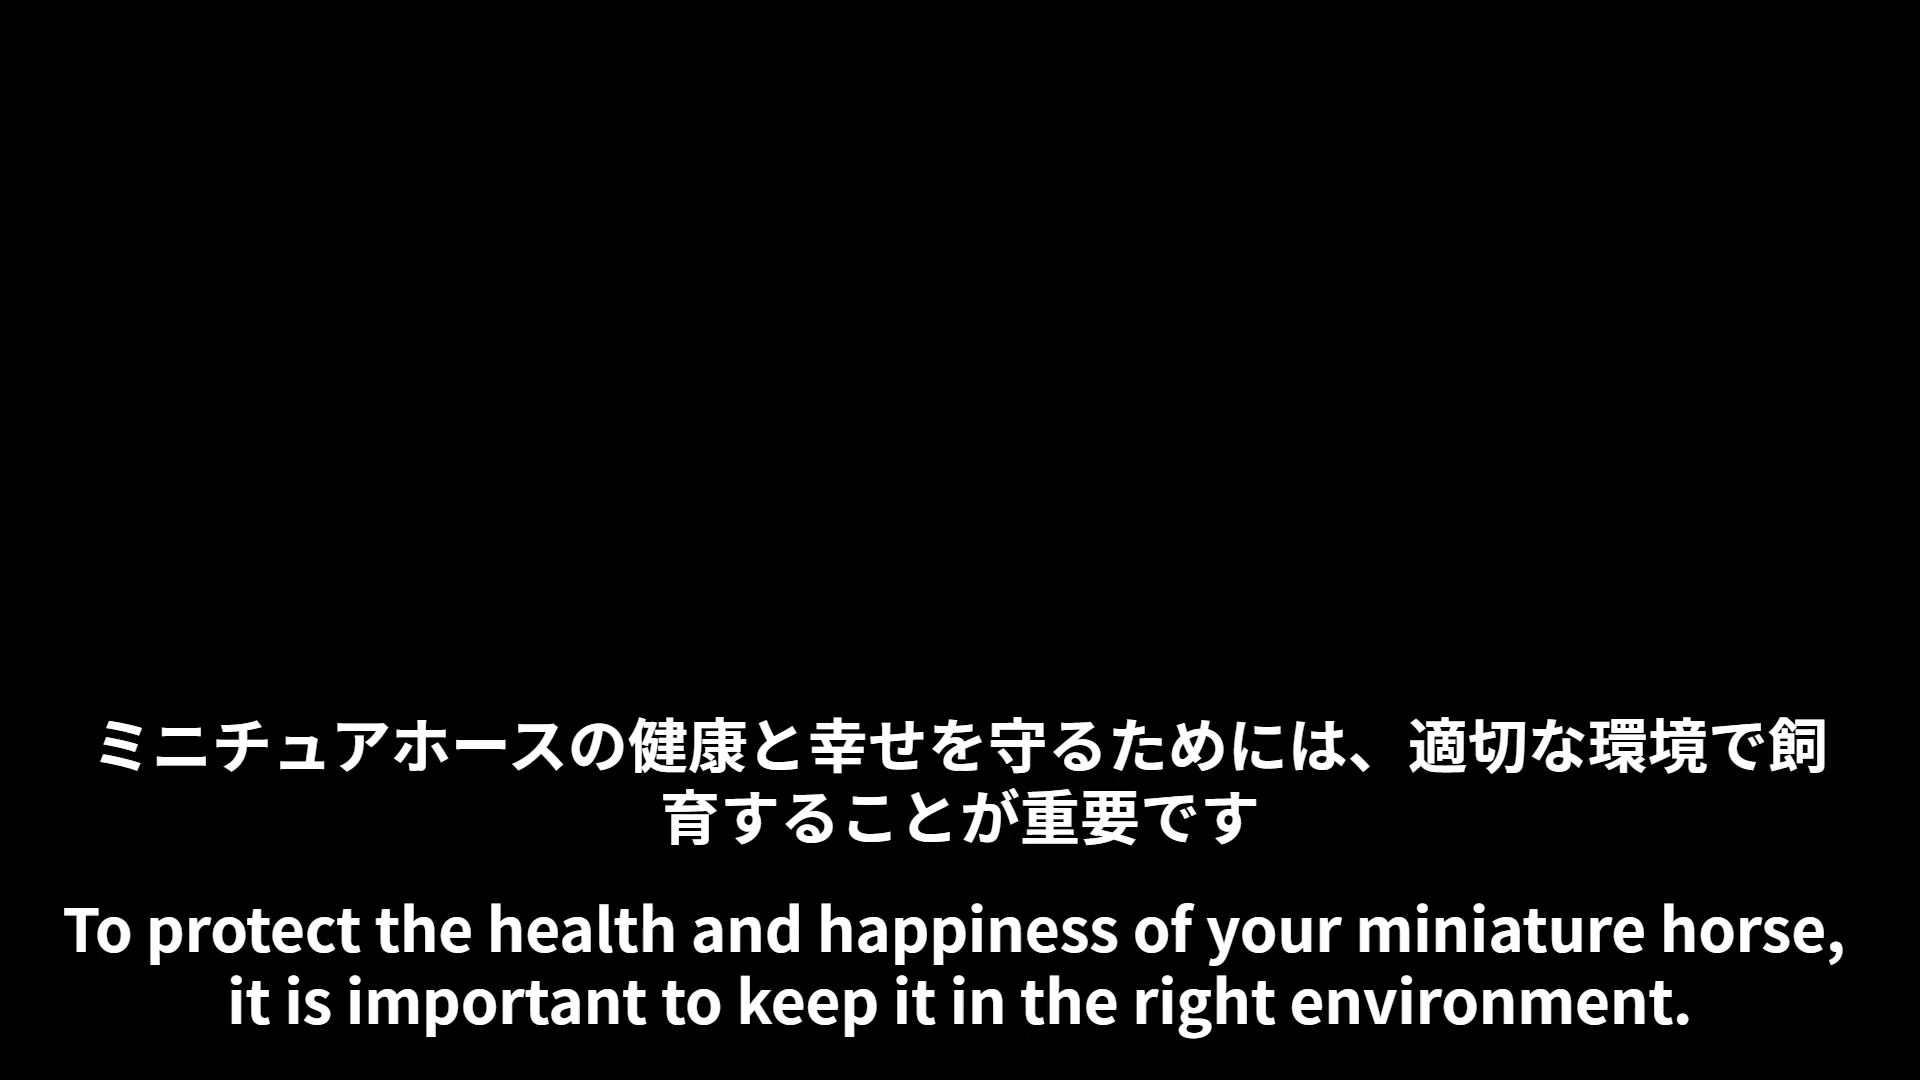 ミニチュアホースの健康と幸せを守るためには、適切な環境で飼
育することが重要です
To protect the health and happiness of your miniature horse,
it is important to keep it in the right environment.